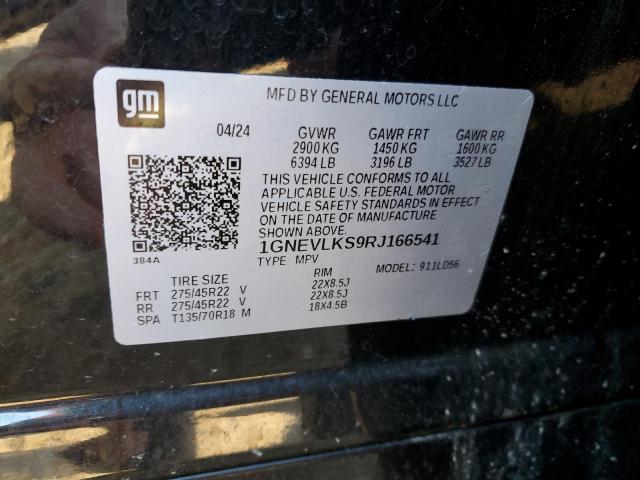 gm
MFD BY GENERAL MOTORS LLC
04/24 GVWR GAWR FRT GAWR RR
2900 KG 1450 KG 1600 KG
6394 LB 3196 LB 3527 LB
THIS VEHICLE CONFORMS TO ALL
APPLICABLE U.S. FEDERAL MOTOR
VEHICLE SAFETY STANDARDS IN EFFECT
ON THE DATE OF MANUFACTURE
SHOWN ABOVE.
1GNEVLKS9RJ166541
384A TYPE: MPV MODEL: 911LD56
TIRE SIZE RIM
FRT 275/45R22 V 22X8.5J
RR 275/45R22 V 22X8.5J
SPA T135/70R18 M 18X4.5B